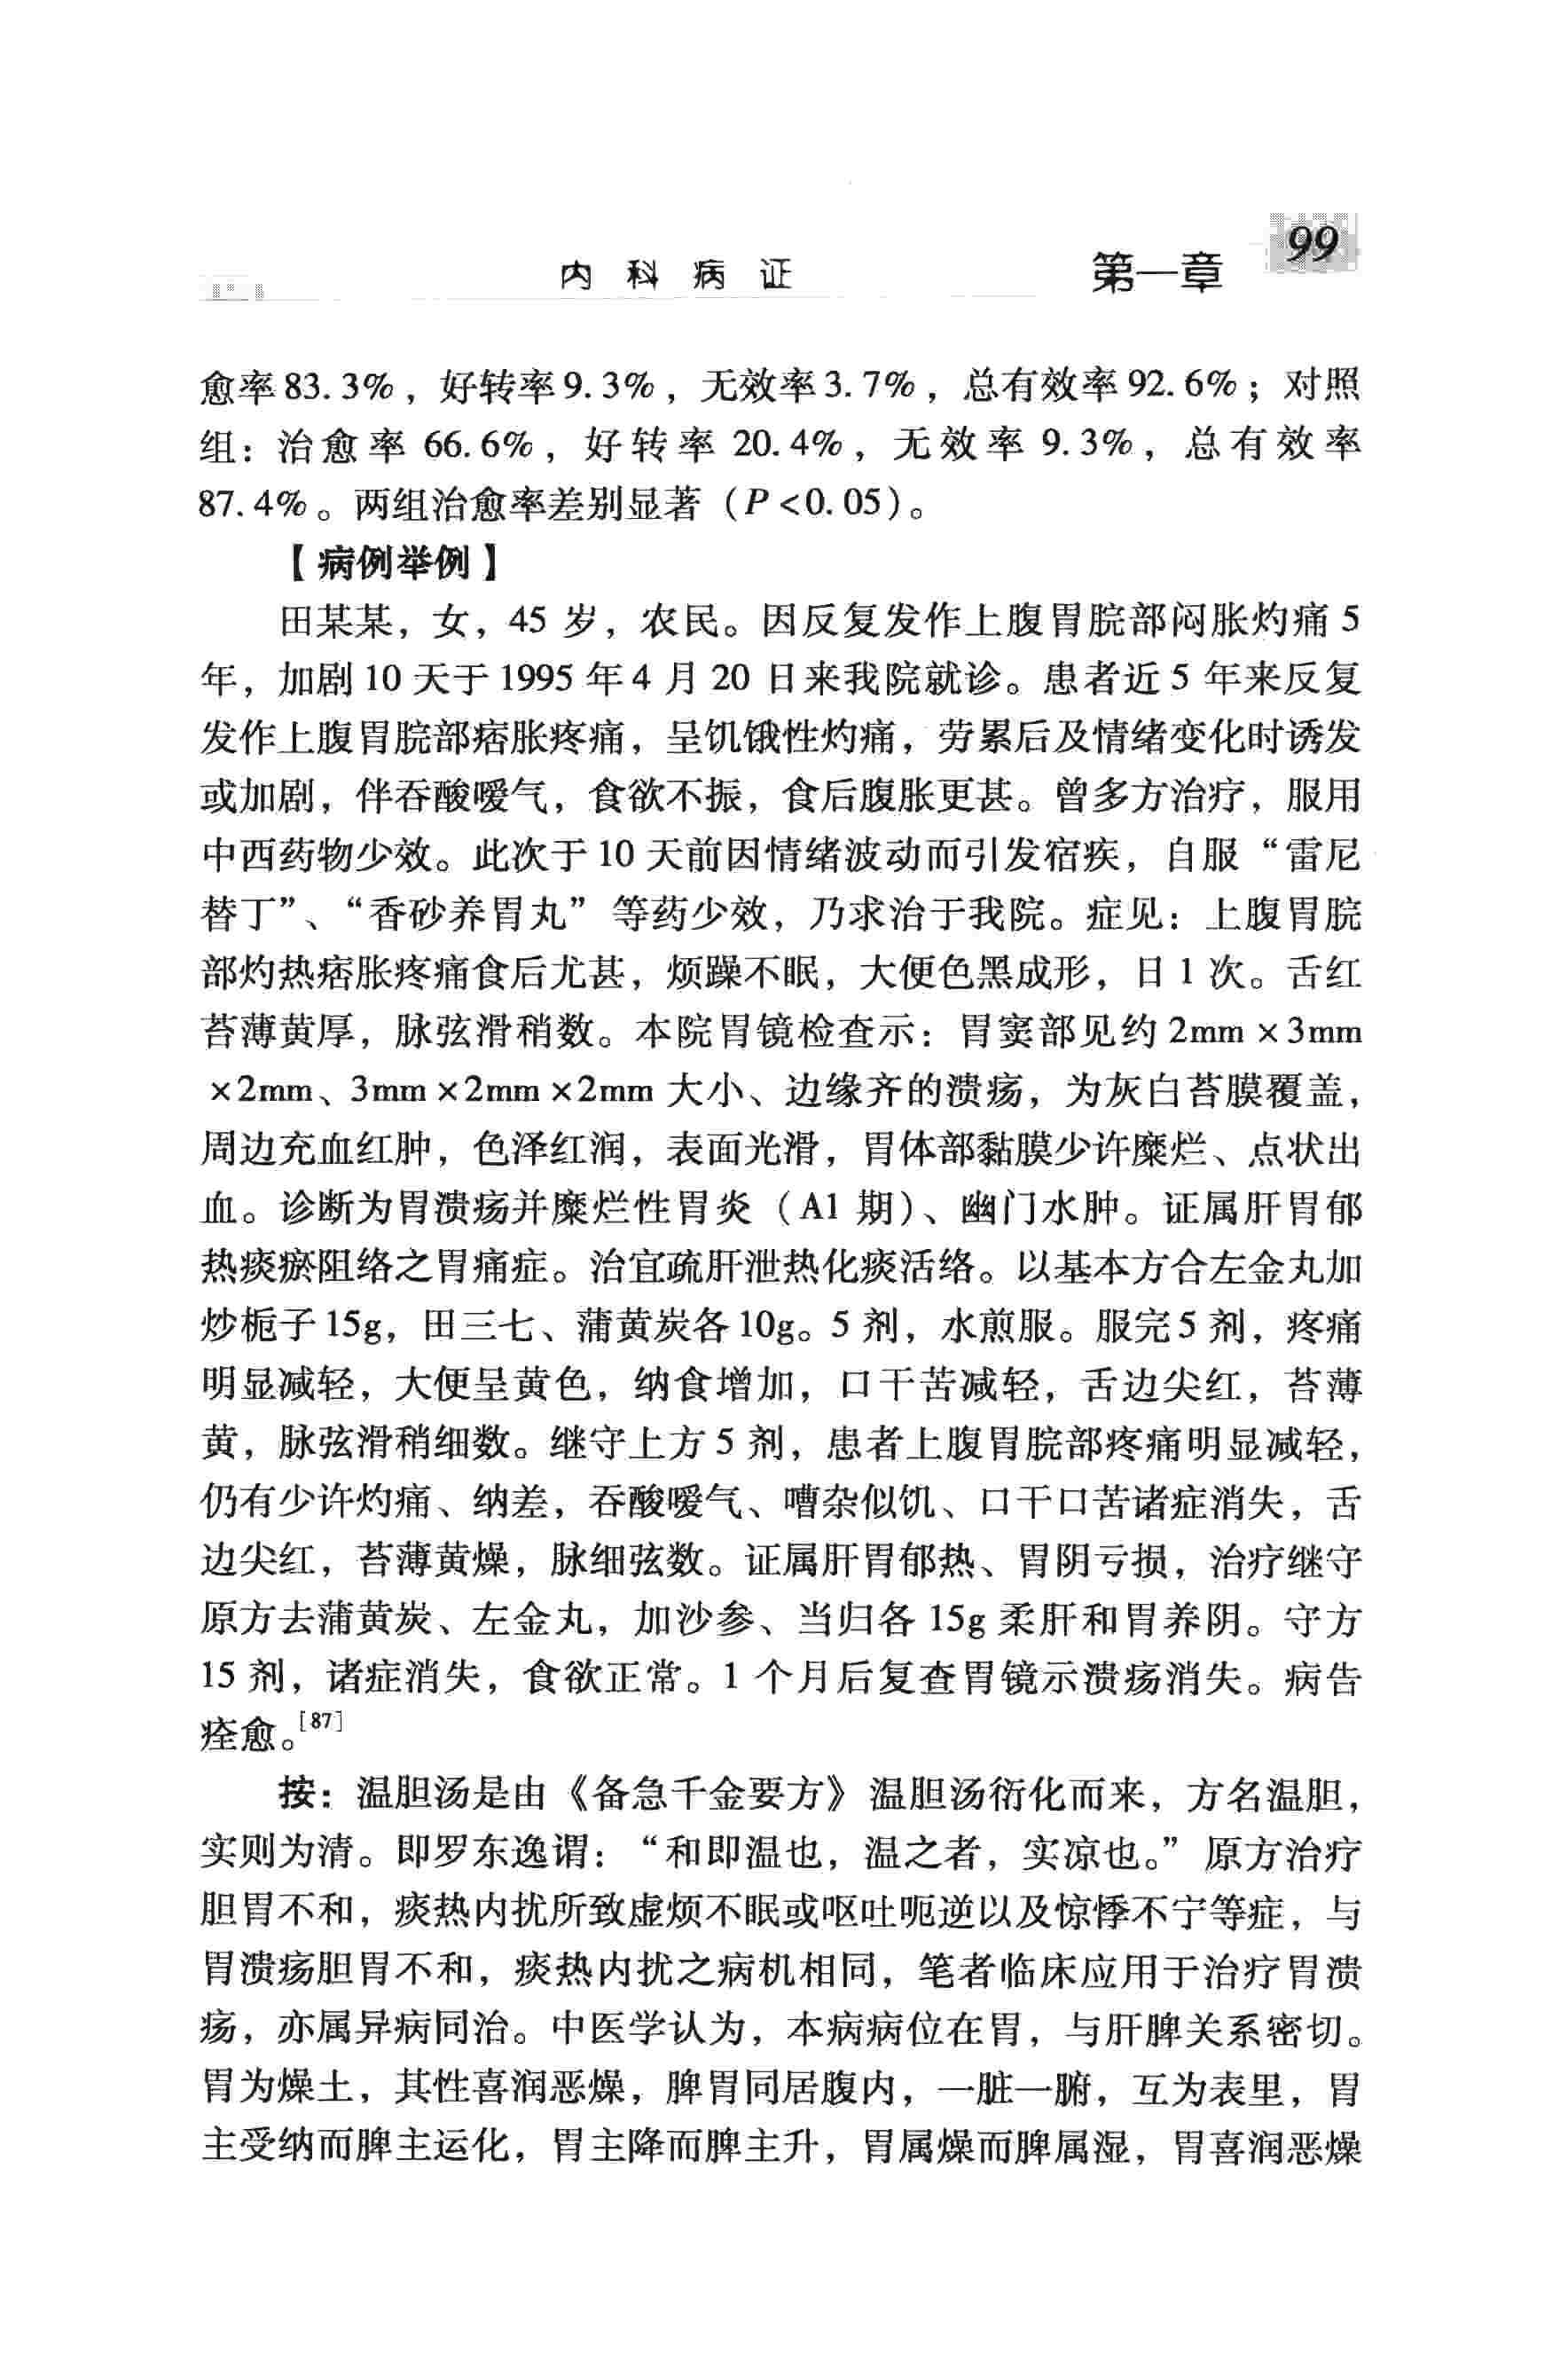 内科病证 第一章 99
愈率83.3%，好转率9.3%，无效率3.7%，总有效率92.6%；对照
组：治愈率 66.6%，好转率 20.4%，无效率 9.3%，总有效率
87.4%。两组治愈率差别显著（P<0.05）。
【病例举例】
田某某，女，45 岁，农民。因反复发作上腹胃脘部闷胀灼痛 5
年，加剧 10 天于 1995 年 4 月 20 日来我院就诊。患者近 5 年来反复
发作上腹胃脘部痞胀疼痛，呈饥饿性灼痛，劳累后及情绪变化时诱发
或加剧，伴吞酸嗳气，食欲不振，食后腹胀更甚。曾多方治疗，服用
中西药物少效。此次于 10 天前因情绪波动而引发宿疾，自服“雷尼
替丁”、“香砂养胃丸”等药少效，乃求治于我院。症见：上腹胃脘
部灼热痞胀疼痛食后尤甚，烦躁不眠，大便色黑成形，日 1 次。舌红
苔薄黄厚，脉弦滑稍数。本院胃镜检查示：胃窦部见约 2mm×3mm
×2mm、3mm×2mm×2mm 大小、边缘齐的溃疡，为灰白苔膜覆盖，
周边充血红肿，色泽红润，表面光滑，胃体部黏膜少许糜烂、点状出
血。诊断为胃溃疡并糜烂性胃炎（A1 期）、幽门水肿。证属肝胃郁
热痰瘀阻络之胃痛症。治宜疏肝泄热化痰活络。以基本方合左金丸加
炒栀子 15g，田三七、蒲黄炭各 10g。5 剂，水煎服。服完 5 剂，疼痛
明显减轻，大便呈黄色，纳食增加，口干苦减轻，舌边尖红，苔薄
黄，脉弦滑稍细数。继守上方 5 剂，患者上腹胃脘部疼痛明显减轻，
仍有少许灼痛、纳差，吞酸嗳气、嘈杂似饥、口干口苦诸症消失，舌
边尖红，苔薄黄燥，脉细弦数。证属肝胃郁热、胃阴亏损，治疗继守
原方去蒲黄炭、左金丸，加沙参、当归各 15g 柔肝和胃养阴。守方
15 剂，诸症消失，食欲正常。1 个月后复查胃镜示溃疡消失。病告
痊愈。[87]
按：温胆汤是由《备急千金要方》温胆汤衍化而来，方名温胆，
实则为清。即罗东逸谓：“和即温也，温之者，实凉也。”原方治疗
胆胃不和，痰热内扰所致虚烦不眠或呕吐呃逆以及惊悸不宁等症，与
胃溃疡胆胃不和，痰热内扰之病机相同，笔者临床应用于治疗胃溃
疡，亦属异病同治。中医学认为，本病病位在胃，与肝脾关系密切。
胃为燥土，其性喜润恶燥，脾胃同居腹内，一脏一腑，互为表里，胃
主受纳而脾主运化，胃主降而脾主升，胃属燥而脾属湿，胃喜润恶燥